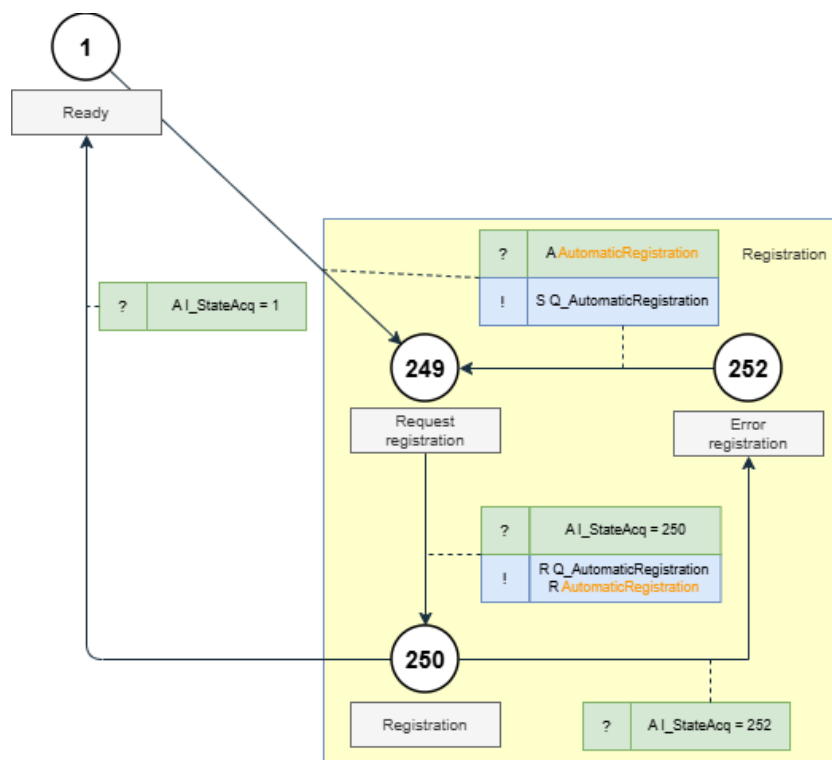 1
Ready
? A AutomaticRegistration
Registration
? A I_StateAcq = 1
! S Q_AutomaticRegistration
249
252
Request
registration
Error
registration
? A I_StateAcq = 250
! R Q_AutomaticRegistration
R AutomaticRegistration
250
Registration
? A I_StateAcq = 252